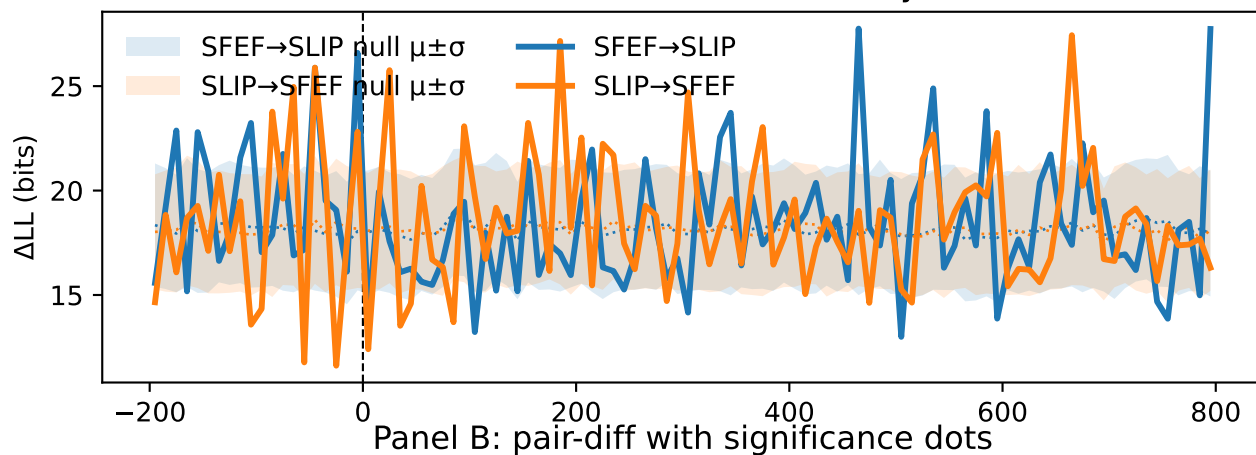 SFEF→SLIP null μ±σ
SLIP→SFEF null μ±σ
SFEF→SLIP
SLIP→SFEF
ΔLL (bits)
25
20
15
−200 0 200 400 600 800
Panel B: pair-diff with significance dots